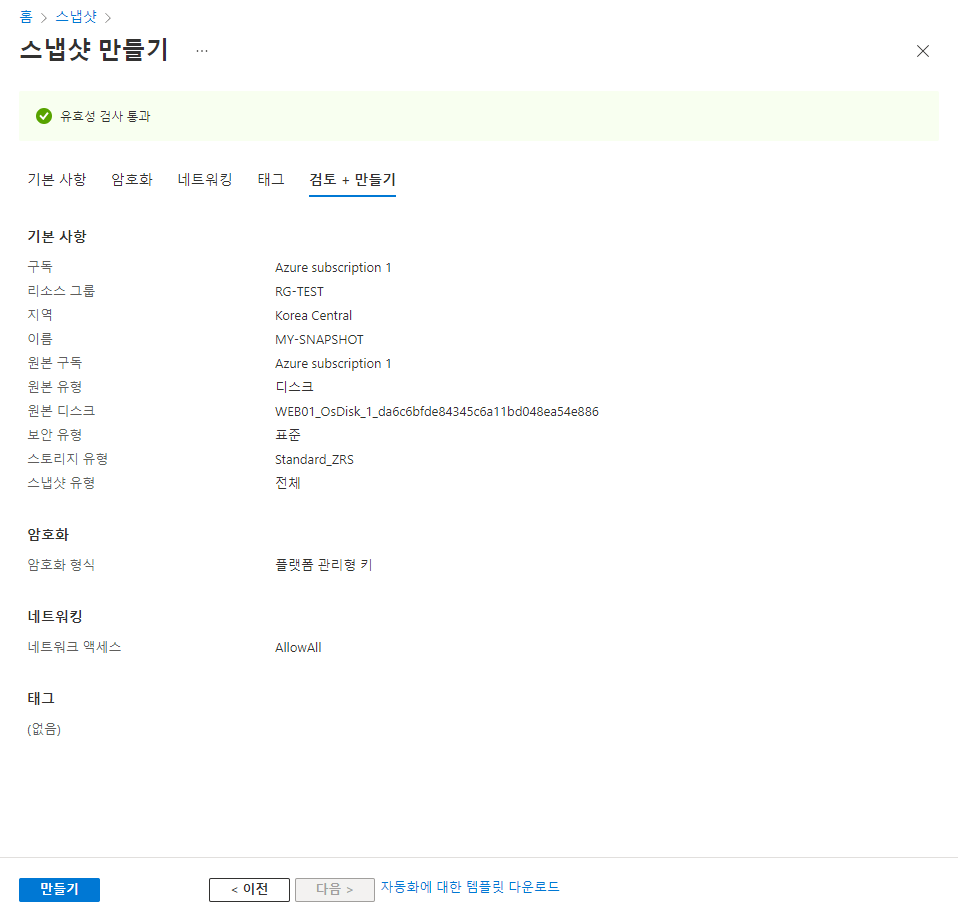 홈 > 스냅샷 >
스냅샷 만들기 ...
유효성 검사 통과
기본 사항 암호화 네트워킹 태그 검토 + 만들기
기본 사항
구독 Azure subscription 1
리소스 그룹 RG-TEST
지역 Korea Central
이름 MY-SNAPSHOT
원본 구독 Azure subscription 1
원본 유형 디스크
원본 디스크 WEB01_OsDisk_1_da6c6bfde84345c6a11bd048ea54e886
보안 유형 표준
스토리지 유형 Standard_ZRS
스냅샷 유형 전체
암호화
암호화 형식 플랫폼 관리형 키
네트워킹
네트워크 액세스 AllowAll
태그
(없음)
만들기 < 이전 다음 > 자동화에 대한 템플릿 다운로드